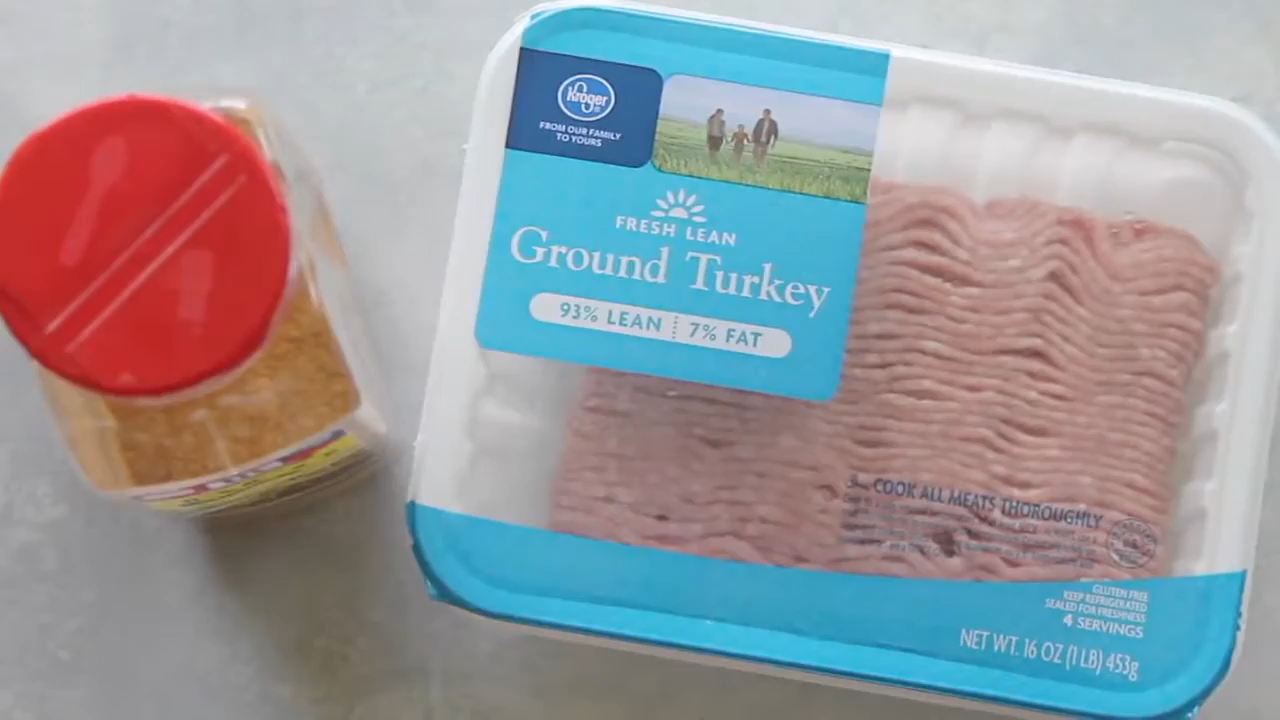 Kroger
FROM OUR FAMILY
TO YOURS
FRESH LEAN
Ground Turkey
93% LEAN 7% FAT
COOK ALL MEATS THOROUGHLY
GLUTEN FREE
KEEP REFRIGERATED
SEALED FOR FRESHNESS
4 SERVINGS
NET WT. 16 OZ (1 LB) 453g